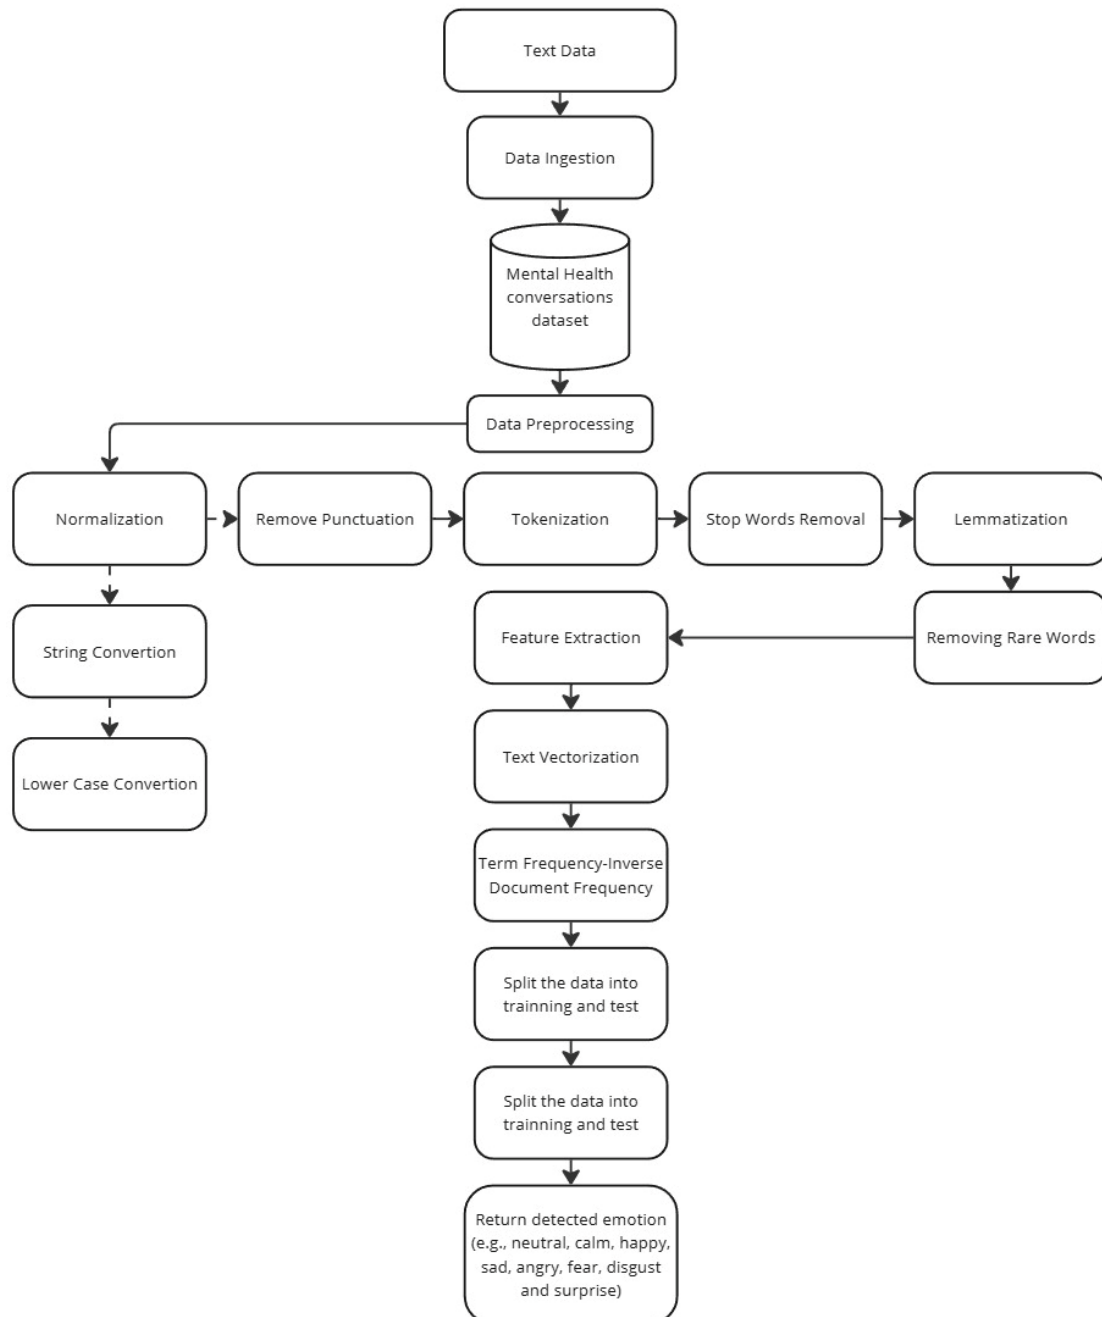 Text Data
Data Ingestion
Mental Health
conversations
dataset
Data Preprocessing
Normalization
Remove Punctuation
Tokenization
Stop Words Removal
Lemmatization
String Convertion
Feature Extraction
Removing Rare Words
Lower Case Convertion
Text Vectorization
Term Frequency-Inverse
Document Frequency
Split the data into
trainning and test
Split the data into
trainning and test
Return detected emotion
(e.g., neutral, calm, happy,
sad, angry, fear, disgust
and surprise)